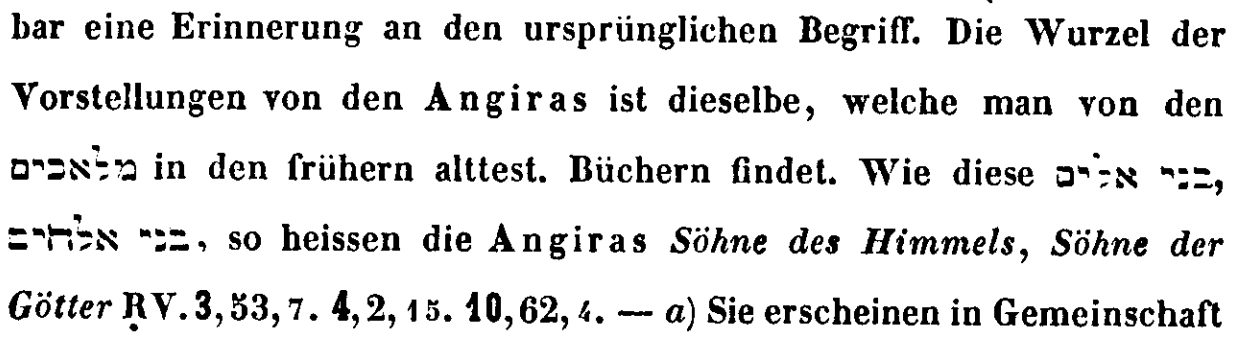 bar eine Erinnerung an den ursprünglichen Begriff. Die Wurzel der
Vorstellungen von den Angiras ist dieselbe, welche man von den
מלאכים in den frühern alttest. Büchern findet. Wie diese בני אלים,
בני אלהים, so heissen die Angiras Söhne des Himmels, Söhne der
Götter ṚV. 3, 53, 7. 4, 2, 15. 10, 62, 4. — a) Sie erscheinen in Gemeinschaft